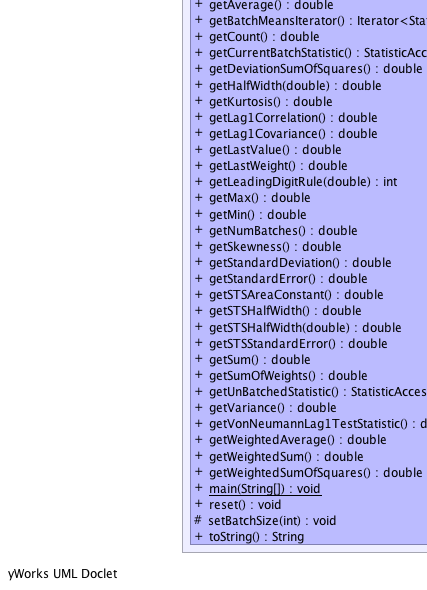 + getAverage() : double
+ getBatchMeansIterator() : Iterator<Sta
+ getCount() : double
+ getCurrentBatchStatistic() : StatisticAcc
+ getDeviationSumOfSquares() : double
+ getHalfWidth(double) : double
+ getKurtosis() : double
+ getLag1Correlation() : double
+ getLag1Covariance() : double
+ getLastValue() : double
+ getLastWeight() : double
+ getLeadingDigitRule(double) : int
+ getMax() : double
+ getMin() : double
+ getNumBatches() : double
+ getSkewness() : double
+ getStandardDeviation() : double
+ getStandardError() : double
+ getSTSAreaConstant() : double
+ getSTSHalfWidth() : double
+ getSTSHalfWidth(double) : double
+ getSTSStandardError() : double
+ getSum() : double
+ getSumOfWeights() : double
+ getUnBatchedStatistic() : StatisticAcces
+ getVariance() : double
+ getVonNeumannLag1TestStatistic() : d
+ getWeightedAverage() : double
+ getWeightedSum() : double
+ getWeightedSumOfSquares() : double
+ main(String[]) : void
+ reset() : void
# setBatchSize(int) : void
+ toString() : String
yWorks UML Doclet